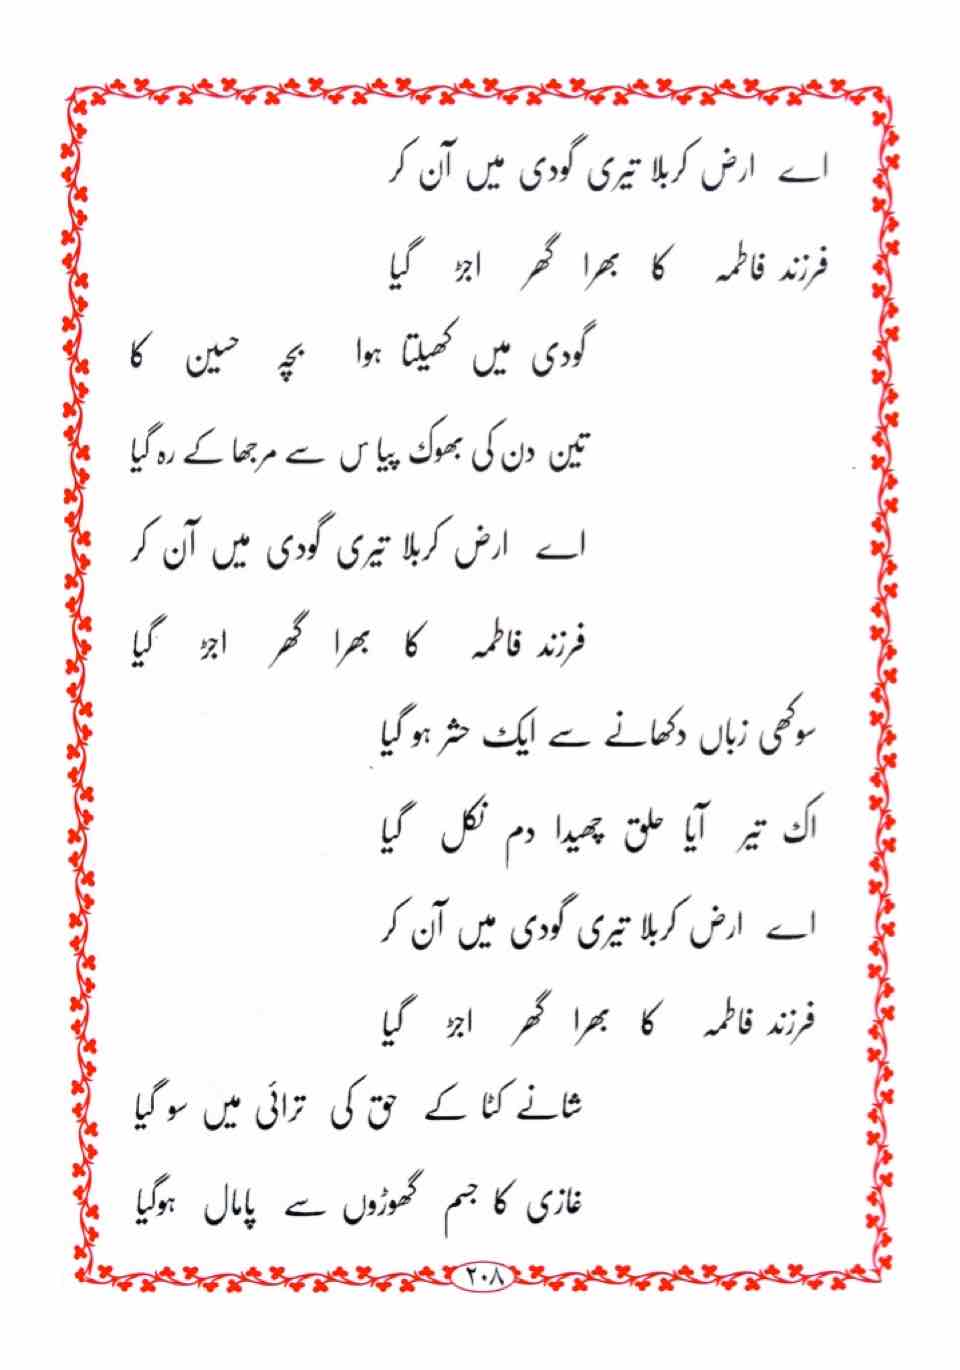 اے ارض کربلا تیری گودی میں آن کر
فرزند فاطمہ کا بھرا گھر اجڑ گیا
گودی میں کھیلتا ہوا بچہ حسین کا
تین دن کی بھوک پیاس سے مرجھا کے رہ گیا
اے ارض کربلا تیری گودی میں آن کر
فرزند فاطمہ کا بھرا گھر اجڑ گیا
سوکھی زباں دکھانے سے ایک حشر ہو گیا
اک تیر آیا حلق چھیدا دم نکل گیا
اے ارض کربلا تیری گودی میں آن کر
فرزند فاطمہ کا بھرا گھر اجڑ گیا
شانے کٹا کے حق کی ترائی میں سو گیا
غازی کا جسم گھوڑوں سے پامال ہوگیا
۲۰۸